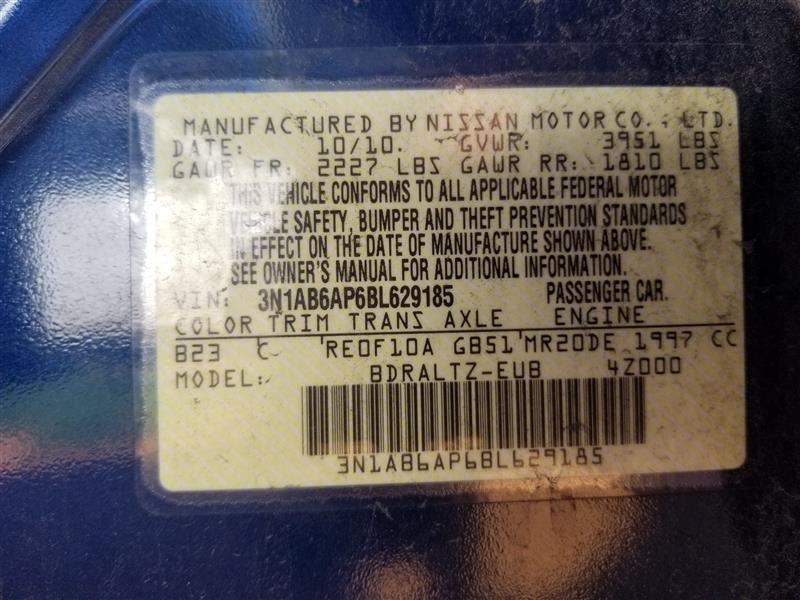 MANUFACTURED BY NISSAN MOTOR CO., LTD.
DATE: 10/10. GVWR: 3951 LBS
GAWR FR: 2227 LBS GAWR RR: 1810 LBS
THIS VEHICLE CONFORMS TO ALL APPLICABLE FEDERAL MOTOR
VEHICLE SAFETY, BUMPER AND THEFT PREVENTION STANDARDS
IN EFFECT ON THE DATE OF MANUFACTURE SHOWN ABOVE.
SEE OWNER'S MANUAL FOR ADDITIONAL INFORMATION.
VIN: 3N1AB6AP6BL629185 PASSENGER CAR.
COLOR TRIM TRANS AXLE ENGINE
B23 C 'RE0F10A GB51'MR20DE 1997 CC
MODEL: BDRALTZ-EUB 4Z000
3N1AB6AP6BL629185